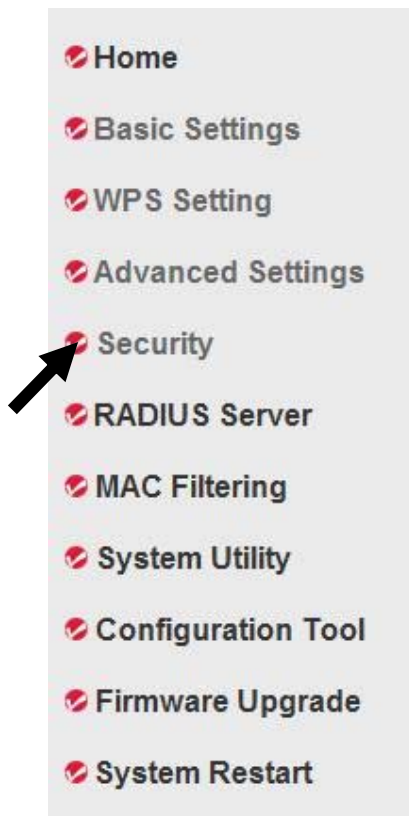 Home
Basic Settings
WPS Setting
Advanced Settings
Security
RADIUS Server
MAC Filtering
System Utility
Configuration Tool
Firmware Upgrade
System Restart